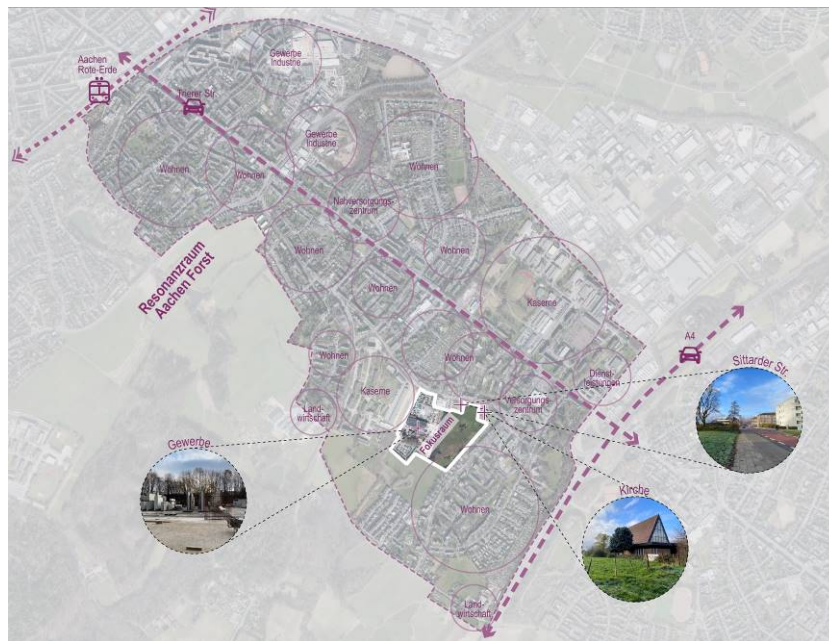 Aachen
Rote-Erde
Trierer Str.
Gewerbe
Industrie
Gewerbe
Industrie
Wohnen
Wohnen
Wohnen
Nahversorgungs-
zentrum
Wohnen
Wohnen
Wohnen
Kaserne
Resonanzraum
Aachen Forst
A4
Wohnen
Wohnen
Dienst-
leistungen
Sittarder Str.
Kaserne
Versorgungs-
zentrum
Land-
wirtschaft
Fokusraum
Gewerbe
Wohnen
Kirche
Land-
wirtschaft